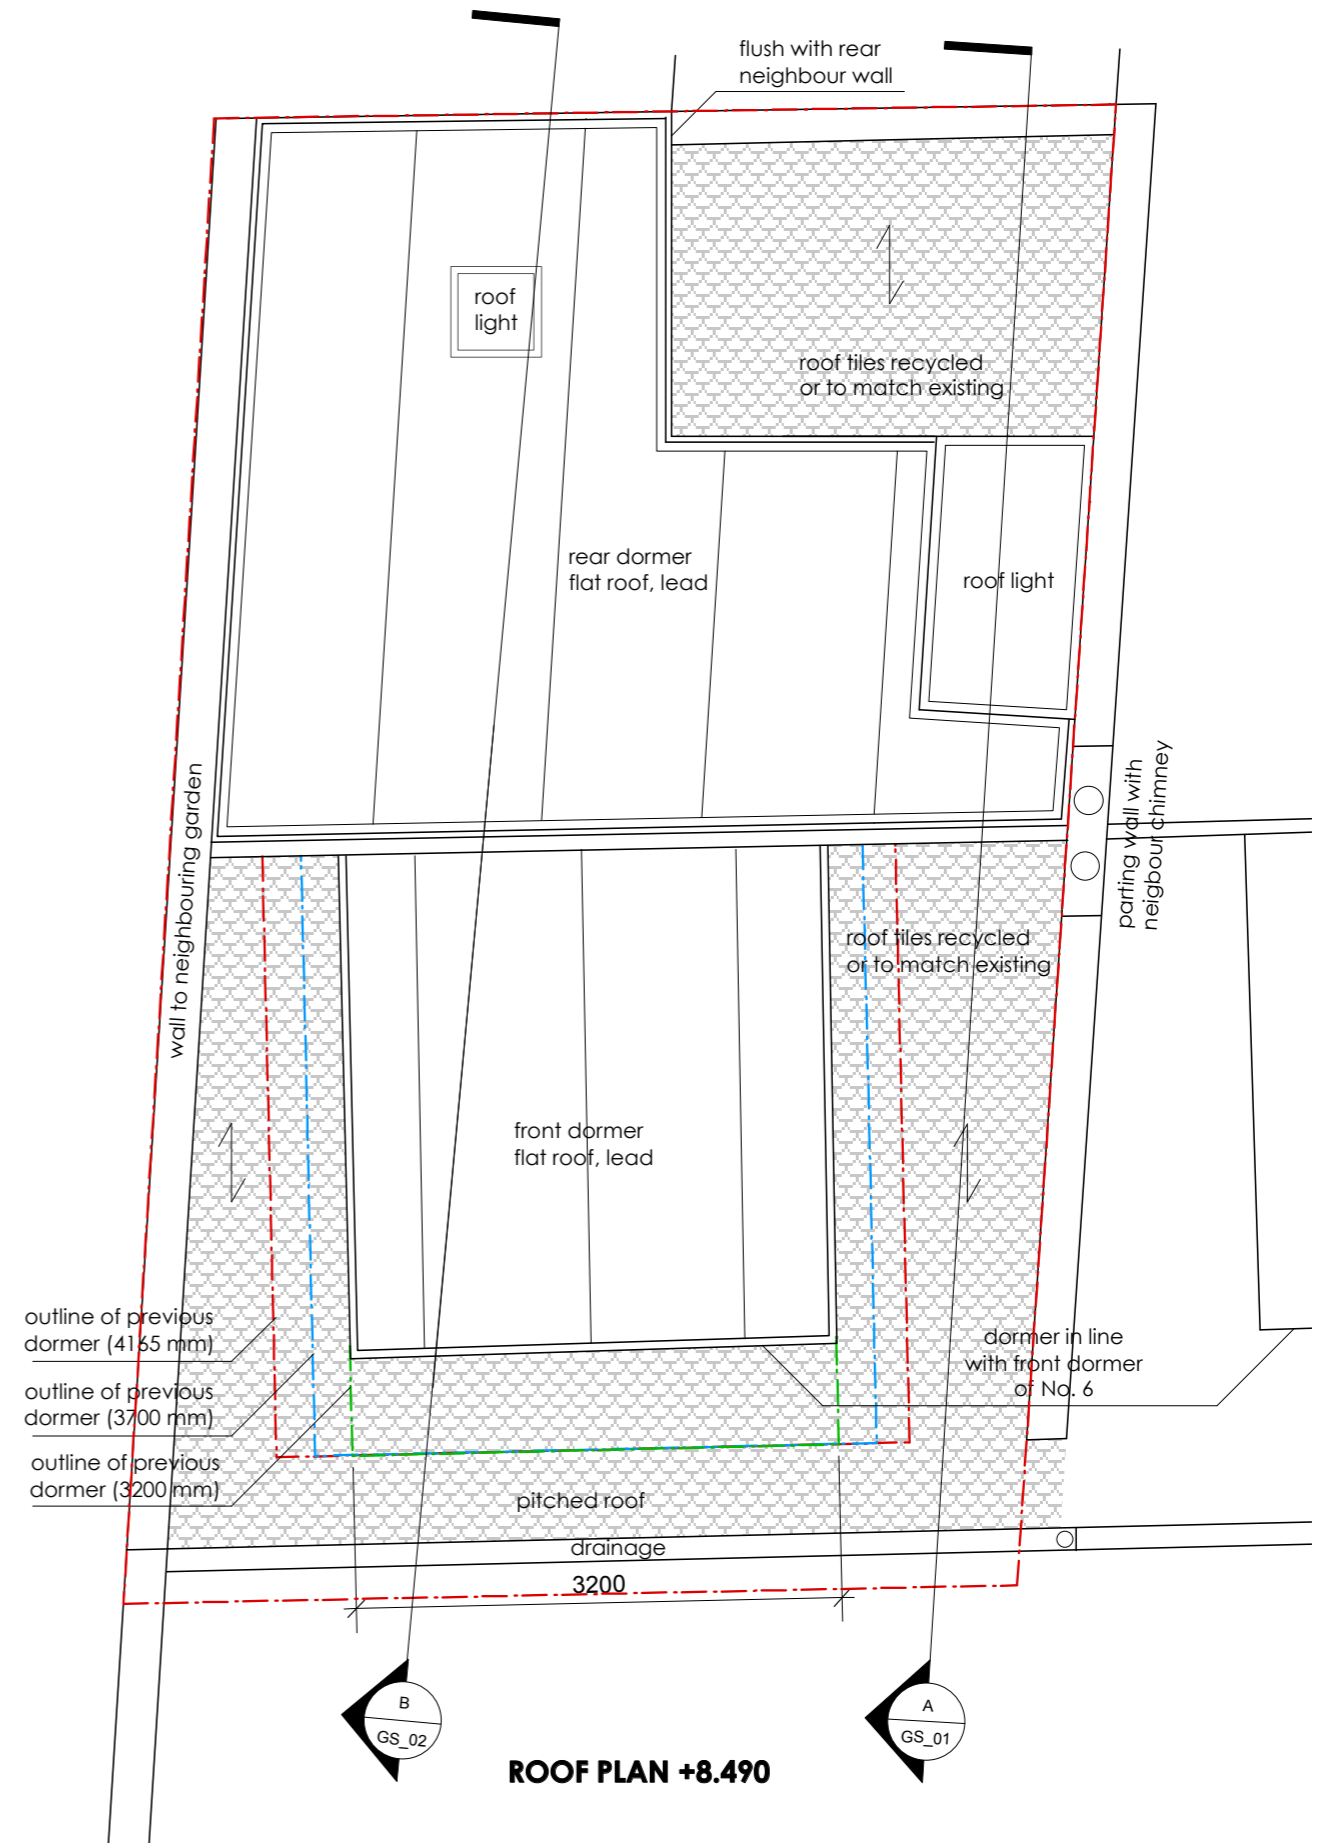 flush with rear
neighbour wall
roof
light
roof tiles recycled
or to match existing
rear dormer
flat roof, lead
roof light
wall to neighbouring garden
parting wall with
neigbour chimney
roof tiles recycled
or to match existing
front dormer
flat roof, lead
outline of previous
dormer (4165 mm)
dormer in line
with front dormer
of No. 6
outline of previous
dormer (3700 mm)
outline of previous
dormer (3200 mm)
pitched roof
drainage
3200
B
GS_02
A
GS_01
ROOF PLAN +8.490